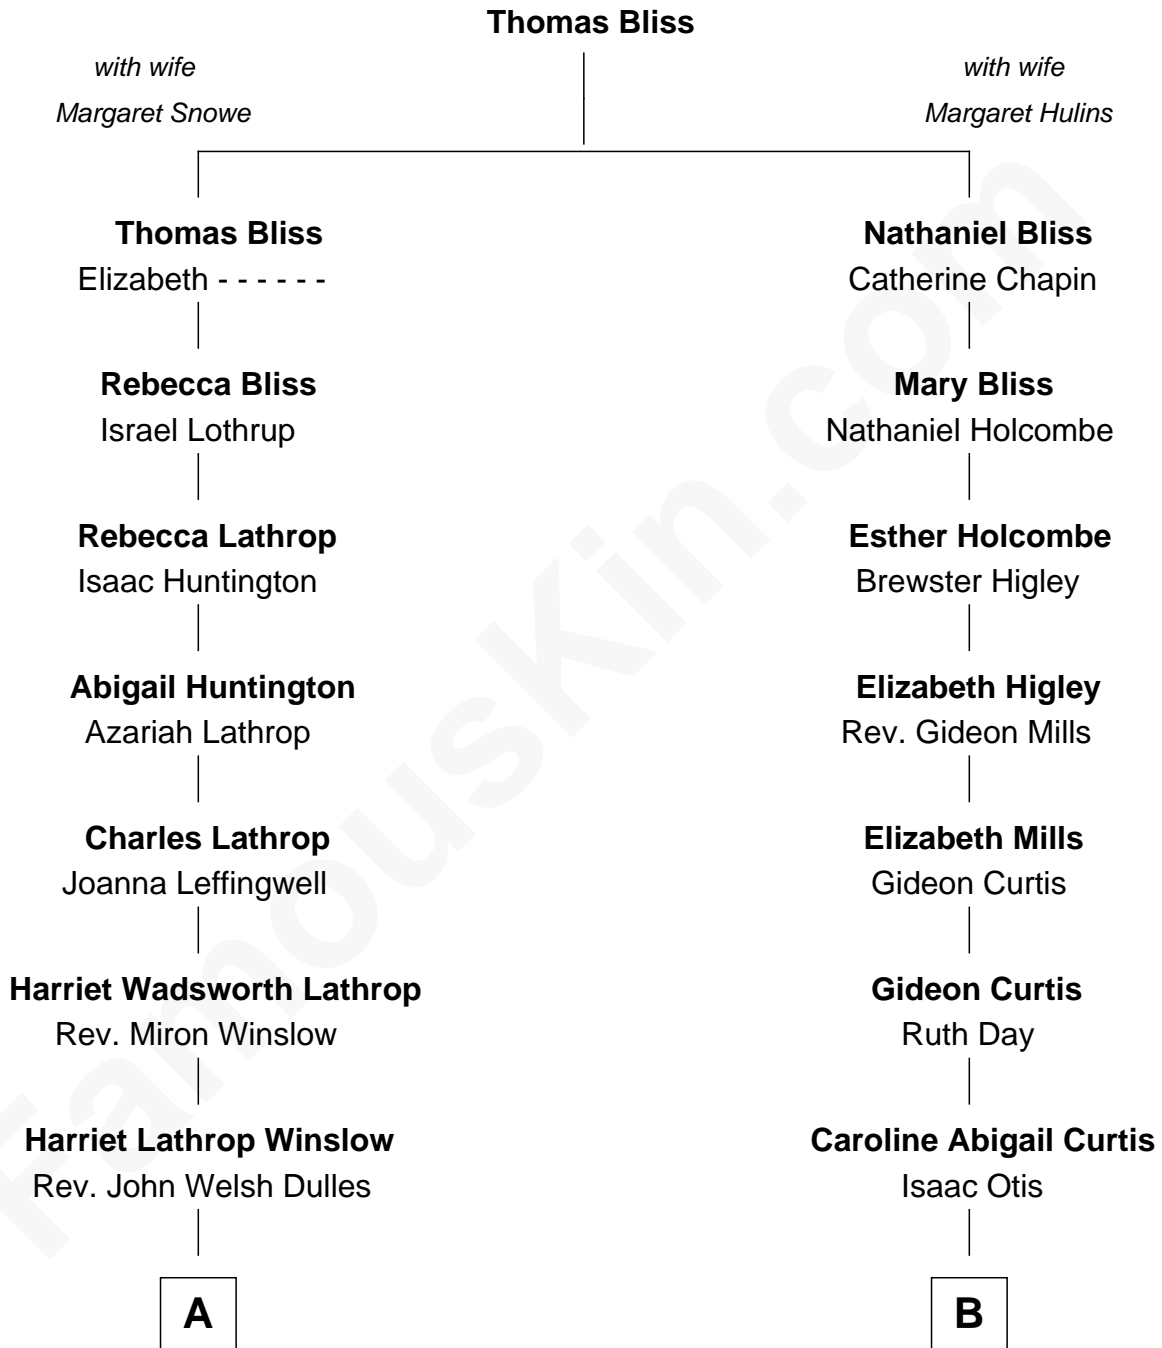 Thomas Bliss
with wife
Margaret Snowe
with wife
Margaret Hulins
Thomas Bliss
Elizabeth - - - - - -
Nathaniel Bliss
Catherine Chapin
Rebecca Bliss
Israel Lothrup
Mary Bliss
Nathaniel Holcombe
Rebecca Lathrop
Isaac Huntington
Esther Holcombe
Brewster Higley
Abigail Huntington
Azariah Lathrop
Elizabeth Higley
Rev. Gideon Mills
Charles Lathrop
Joanna Leffingwell
Elizabeth Mills
Gideon Curtis
Harriet Wadsworth Lathrop
Rev. Miron Winslow
Gideon Curtis
Ruth Day
Harriet Lathrop Winslow
Rev. John Welsh Dulles
Caroline Abigail Curtis
Isaac Otis
A
B
FamousKin.com